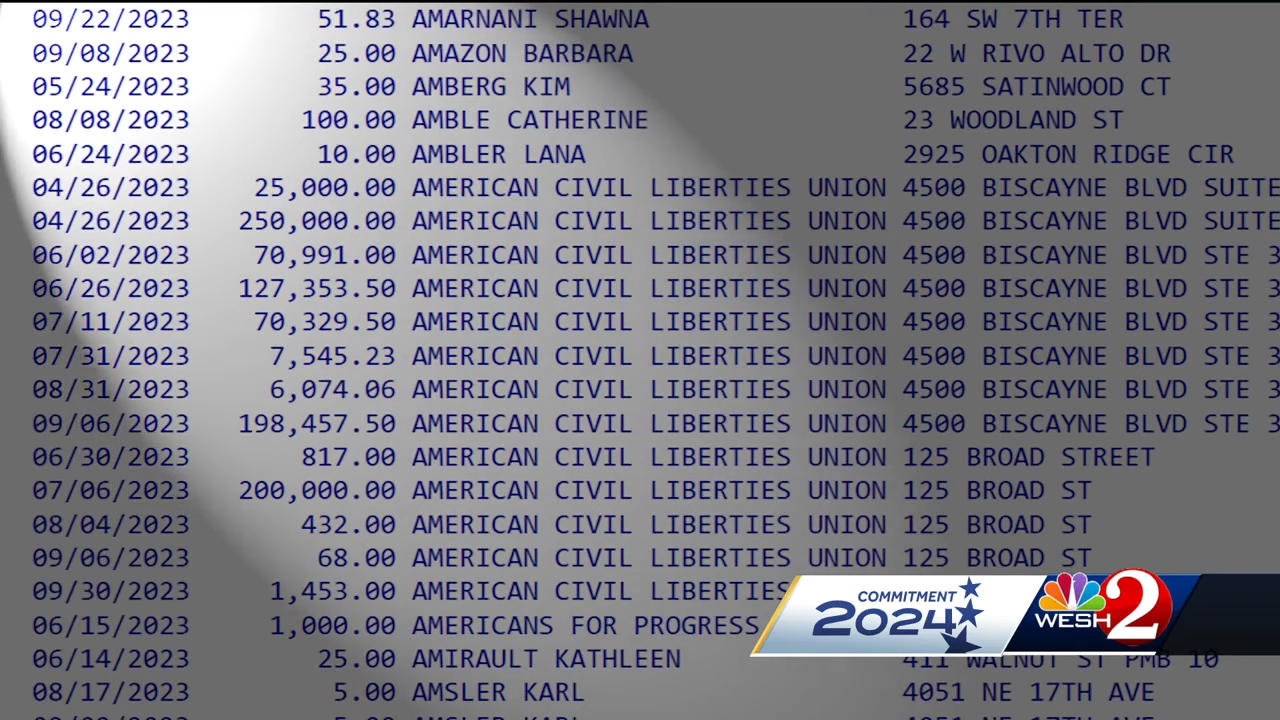 09/22/2023 51.83 AMARNANI SHAWNA 164 SW 7TH TER
09/08/2023 25.00 AMAZON BARBARA 22 W RIVO ALTO DR
05/24/2023 35.00 AMBERG KIM 5685 SATINWOOD CT
08/08/2023 100.00 AMBLE CATHERINE 23 WOODLAND ST
06/24/2023 10.00 AMBLER LANA 2925 OAKTON RIDGE CIR
04/26/2023 25,000.00 AMERICAN CIVIL LIBERTIES UNION 4500 BISCAYNE BLVD SUITE
04/26/2023 250,000.00 AMERICAN CIVIL LIBERTIES UNION 4500 BISCAYNE BLVD SUITE
06/02/2023 70,991.00 AMERICAN CIVIL LIBERTIES UNION 4500 BISCAYNE BLVD STE 3
06/26/2023 127,353.50 AMERICAN CIVIL LIBERTIES UNION 4500 BISCAYNE BLVD STE 3
07/11/2023 70,329.50 AMERICAN CIVIL LIBERTIES UNION 4500 BISCAYNE BLVD STE 3
07/31/2023 7,545.23 AMERICAN CIVIL LIBERTIES UNION 4500 BISCAYNE BLVD STE 3
08/31/2023 6,074.06 AMERICAN CIVIL LIBERTIES UNION 4500 BISCAYNE BLVD STE 3
09/06/2023 198,457.50 AMERICAN CIVIL LIBERTIES UNION 4500 BISCAYNE BLVD STE 3
06/30/2023 817.00 AMERICAN CIVIL LIBERTIES UNION 125 BROAD STREET
07/06/2023 200,000.00 AMERICAN CIVIL LIBERTIES UNION 125 BROAD ST
08/04/2023 432.00 AMERICAN CIVIL LIBERTIES UNION 125 BROAD ST
09/06/2023 68.00 AMERICAN CIVIL LIBERTIES UNION 125 BROAD ST
09/30/2023 1,453.00 AMERICAN CIVIL LIBERTIES
06/15/2023 1,000.00 AMERICANS FOR PROGRESS
COMMITMENT
2024
WESH 2
06/14/2023 25.00 AMIRAULT KATHLEEN 411 WALNUT ST PMB 10
08/17/2023 5.00 AMSLER KARL 4051 NE 17TH AVE